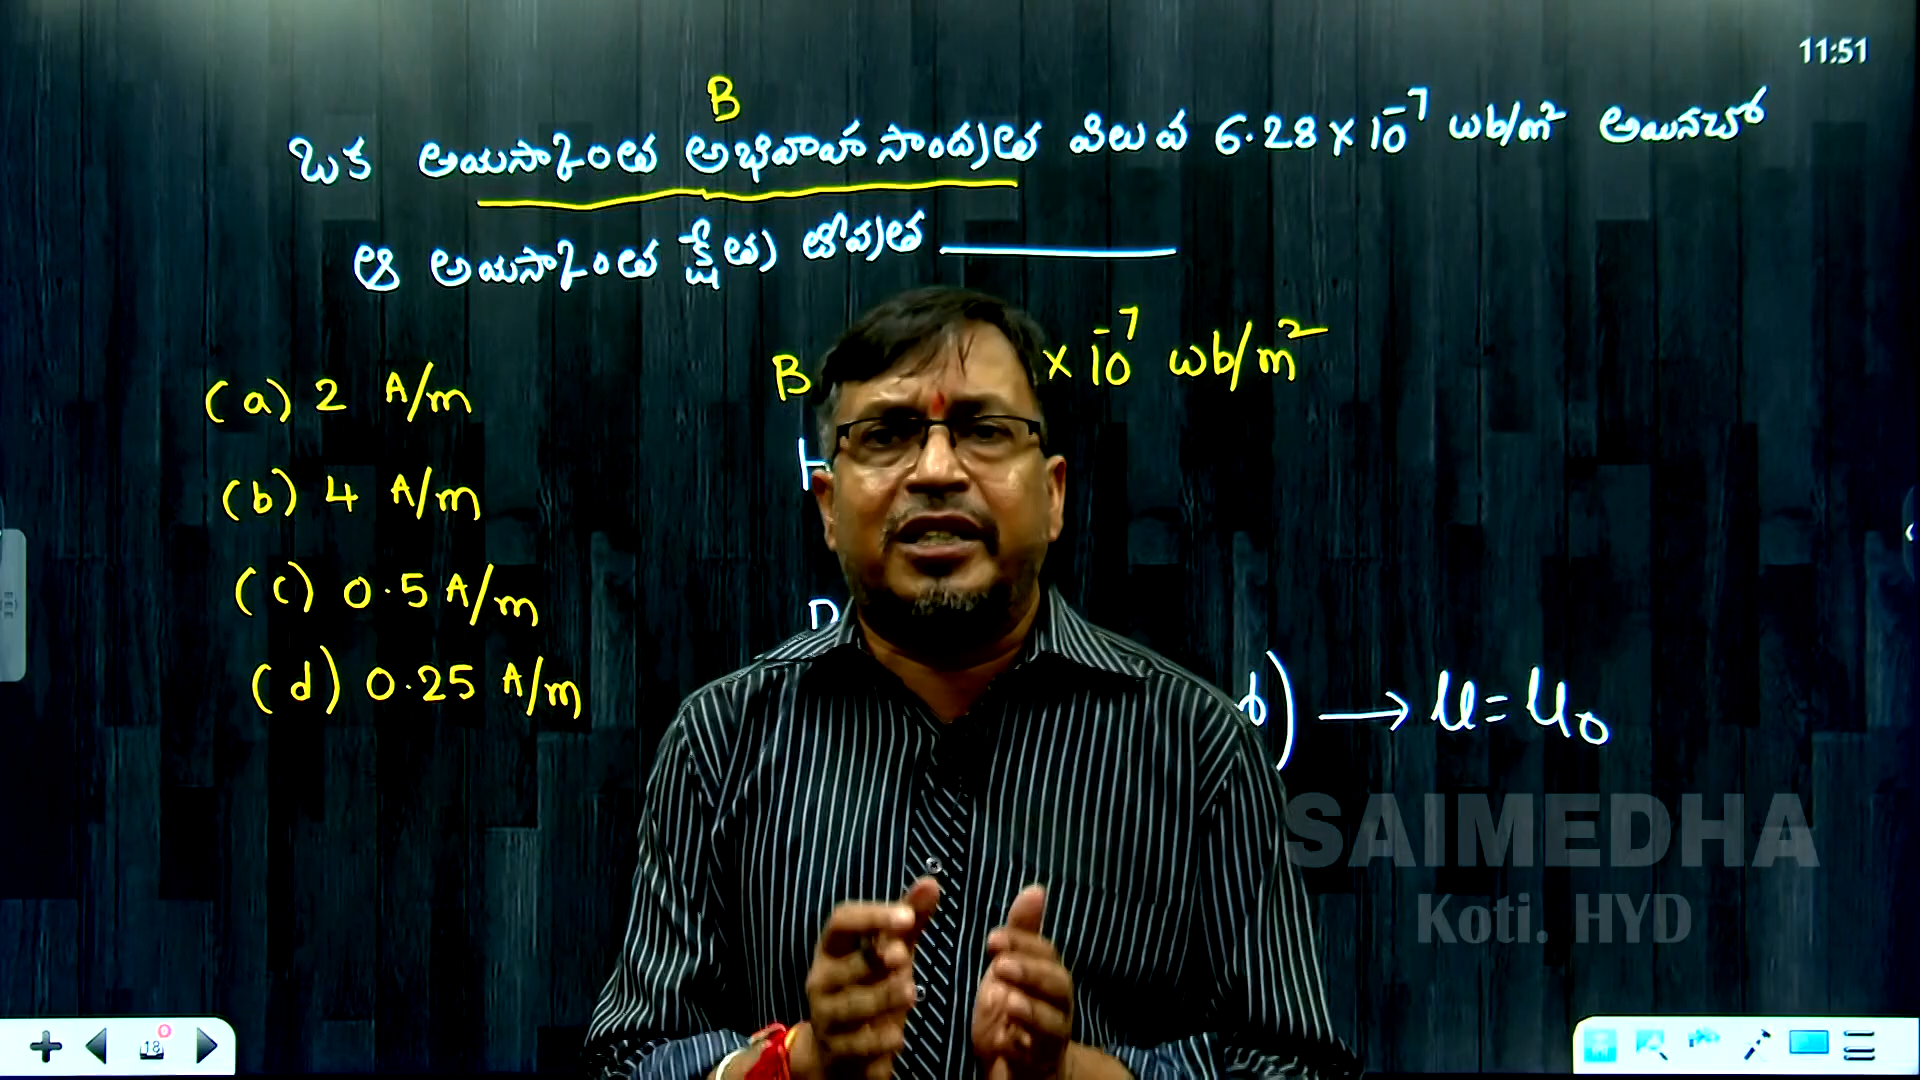 11:51
B
ఒక అయస్కాంత అభివాహ సాంద్రత విలువ 6.28 × 10⁻⁷ wb/m² అయినచో
ఆ అయస్కాంత క్షేత్ర తీవ్రత ________
B × 10⁻⁷ wb/m²
(a) 2 A/m
H
(b) 4 A/m
(c) 0.5 A/m
(d) 0.25 A/m
) → μ = μ₀
SAIMEDHA
Koti. HYD
18